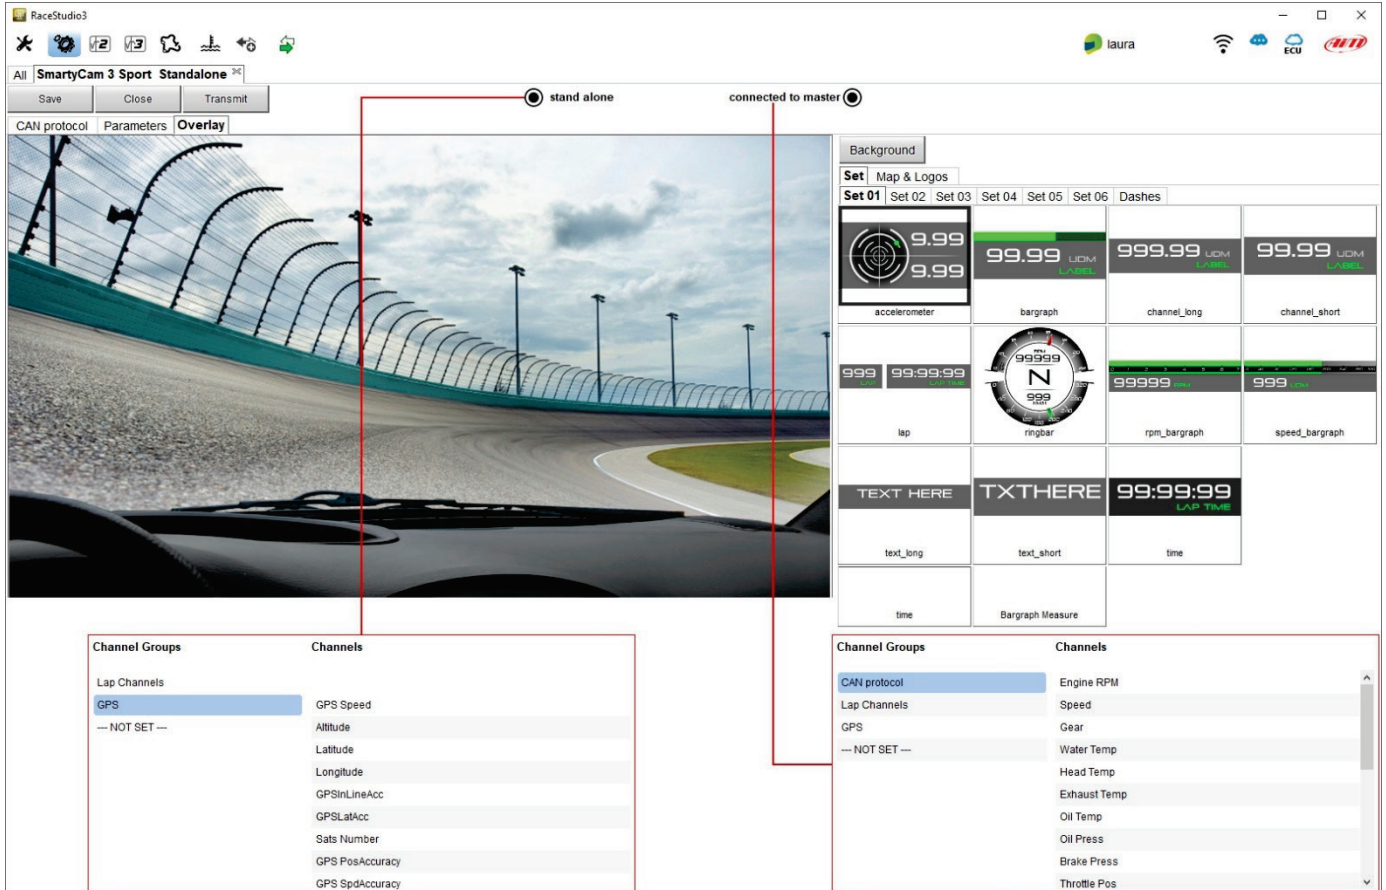 RaceStudio3
laura
ECU
AiM
All SmartyCam 3 Sport Standalone
Save Close Transmit
stand alone connected to master
CAN protocol Parameters Overlay
Background
Set Map & Logos
Set 01 Set 02 Set 03 Set 04 Set 05 Set 06 Dashes
9.99
9.99
99.99 UDM
LABEL
999.99 UDM
LABEL
99.99 UDM
LABEL
accelerometer bargraph channel_long channel_short
999
LAP
99:99:99
LAP TIME
RPM
99999
N
999
99999 RPM
999 UDM
lap ringbar rpm_bargraph speed_bargraph
TEXT HERE
TXTHERE
99:99:99
LAP TIME
text_long text_short time
time Bargraph Measure
Channel Groups Channels
Lap Channels
GPS GPS Speed
--- NOT SET --- Altitude
Latitude
Longitude
GPSInLineAcc
GPSLatAcc
Sats Number
GPS PosAccuracy
GPS SpdAccuracy
Channel Groups Channels
CAN protocol Engine RPM
Lap Channels Speed
GPS Gear
--- NOT SET --- Water Temp
Head Temp
Exhaust Temp
Oil Temp
Oil Press
Brake Press
Throttle Pos